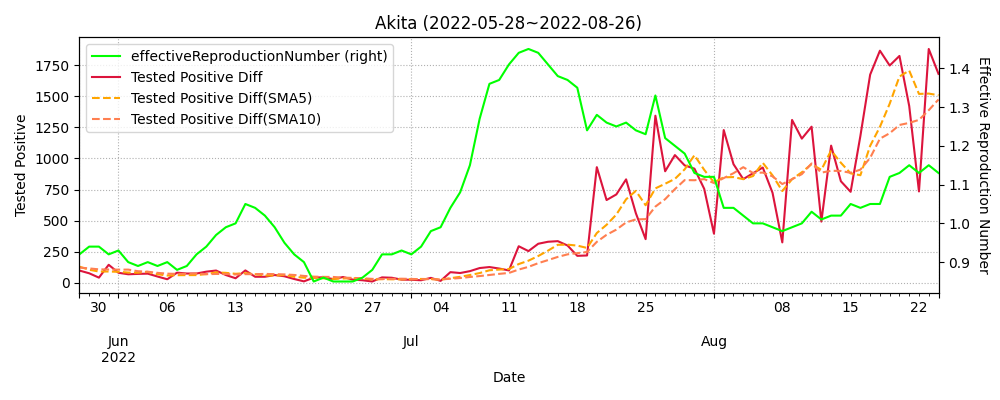 Akita (2022-05-28~2022-08-26)
effectiveReproductionNumber (right)
Tested Positive Diff
Tested Positive Diff(SMA5)
Tested Positive Diff(SMA10)
Tested Positive
1750
1500
1250
1000
750
500
250
0
Effective Reproduction Number
1.4
1.3
1.2
1.1
1.0
0.9
30 06 13 20 27 04 11 18 25 08 15 22
Jun Jul Aug
2022
Date